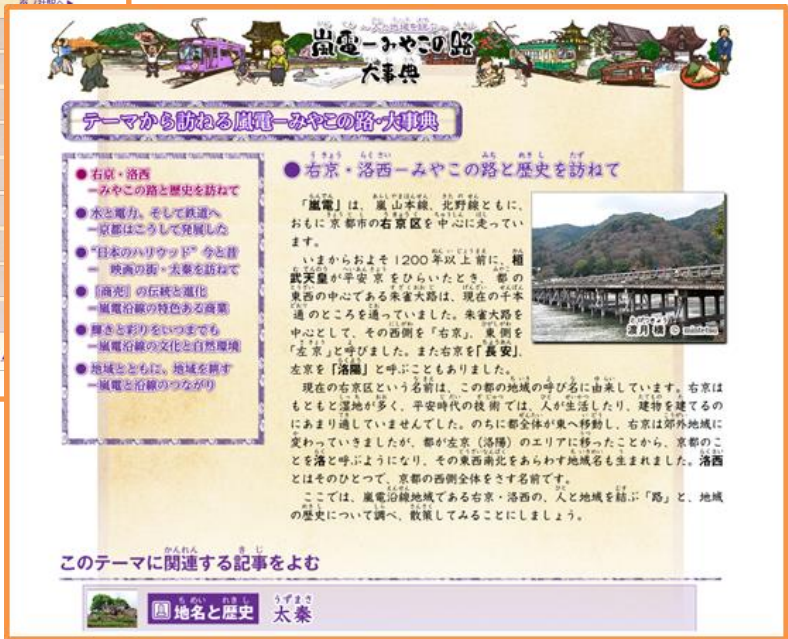 ～人と地域を結ぶ～
嵐電ーみやこの路
大事典
テーマから訪ねる嵐電ーみやこの路・大事典
●右京・洛西
ーみやこの路と歴史を訪ねて
●水と電力、そして鉄道へ
ー京都はこうして発展した
●“日本のハリウッド”今と昔
ー 映画の街・太秦を訪ねて
●「商売」の伝統と進化
ー嵐電沿線の特色ある商業
●輝きと彩りをいつまでも
ー嵐電沿線の文化と自然環境
●地域とともに、地域を耕す
ー嵐電と沿線のつながり
●右京・洛西ーみやこの路と歴史を訪ねて
「嵐電」は、嵐山本線、北野線ともに、
おもに京都市の右京区を中心に走ってい
ます。
いまからおよそ1200年以上前に、桓
武天皇が平安京をひらいたとき、都の
東西の中心である朱雀大路は、現在の千本
通のところを通っていました。朱雀大路を
中心として、その西側を「右京」、東側を
「左京」と呼びました。また右京を「長安」、
左京を「洛陽」と呼ぶこともありました。
渡月橋
現在の右京区という名前は、この都の地域の呼び名に由来しています。右京は
もともと湿地が多く、平安時代の技術では、人が生活したり、建物を建てるの
にあまり適していませんでした。のちに都全体が東へ移動し、右京は郊外地域に
変わっていきましたが、都が左京（洛陽）のエリアに移ったことから、京都のこ
とを洛と呼ぶようになり、その東西南北をあらわす地域名も生まれました。洛西
とはそのひとつで、京都の西側全体をさす名前です。
ここでは、嵐電沿線地域である右京・洛西の、人と地域を結ぶ「路」と、地域
の歴史について調べ、散策してみることにしましょう。
このテーマに関連する記事をよむ
地名と歴史 太秦